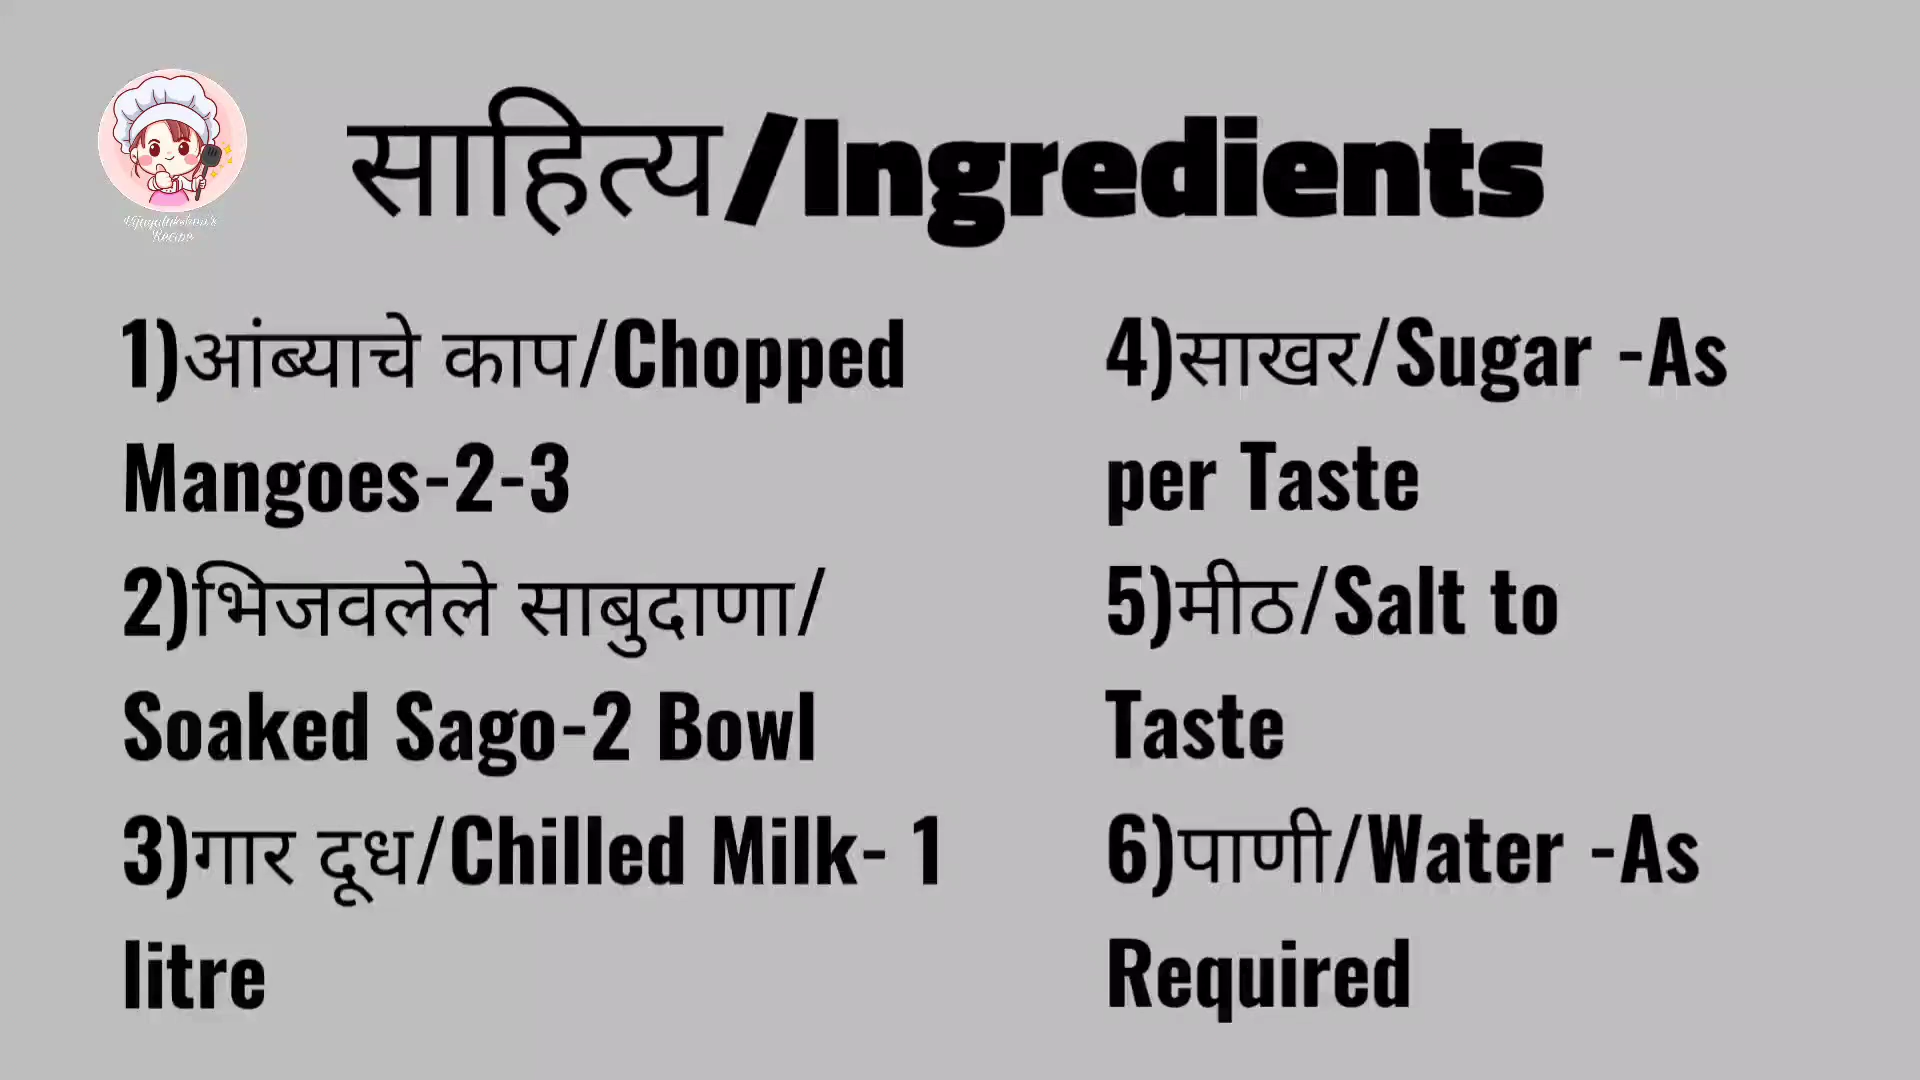 साहित्य/Ingredients
1)आंब्याचे काप/Chopped
Mangoes-2-3
2)भिजवलेले साबुदाणा/
Soaked Sago-2 Bowl
3)गार दूध/Chilled Milk- 1
litre
4)साखर/Sugar -As
per Taste
5)मीठ/Salt to
Taste
6)पाणी/Water -As
Required
Recipe